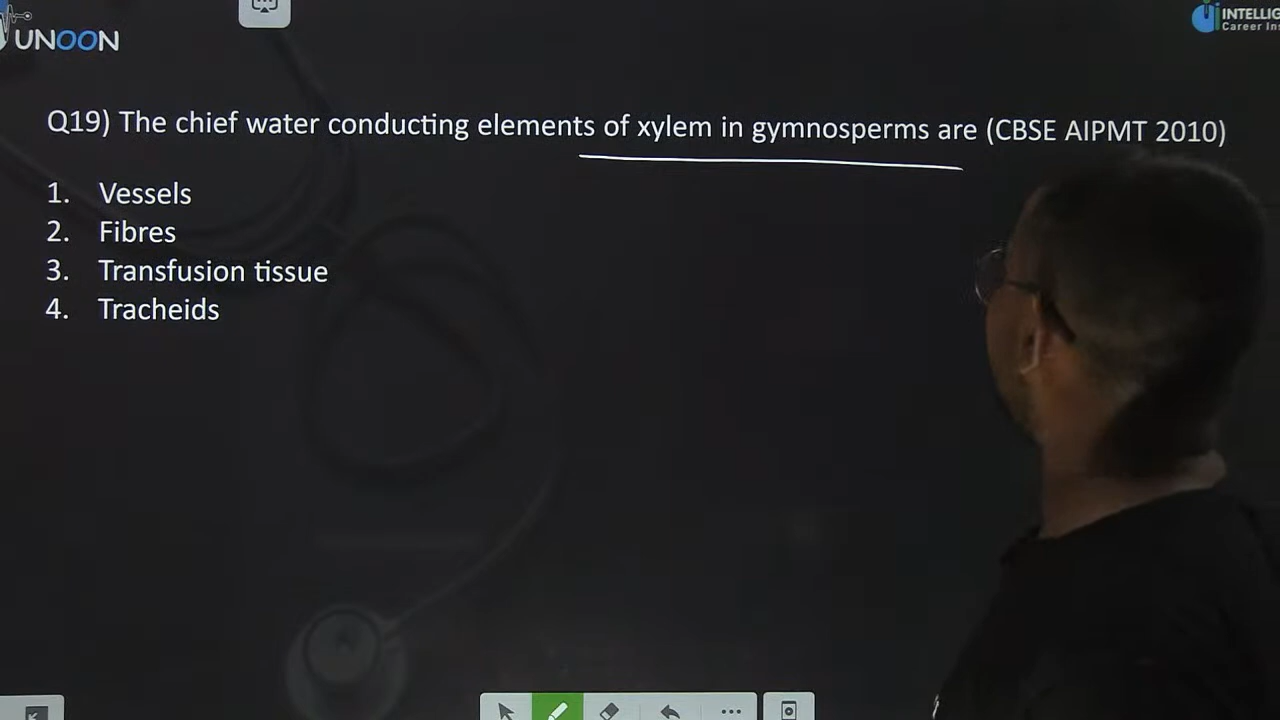 UNOON
INTELLIG
Career Ins
Q19) The chief water conducting elements of xylem in gymnosperms are (CBSE AIPMT 2010)
1. Vessels
2. Fibres
3. Transfusion tissue
4. Tracheids